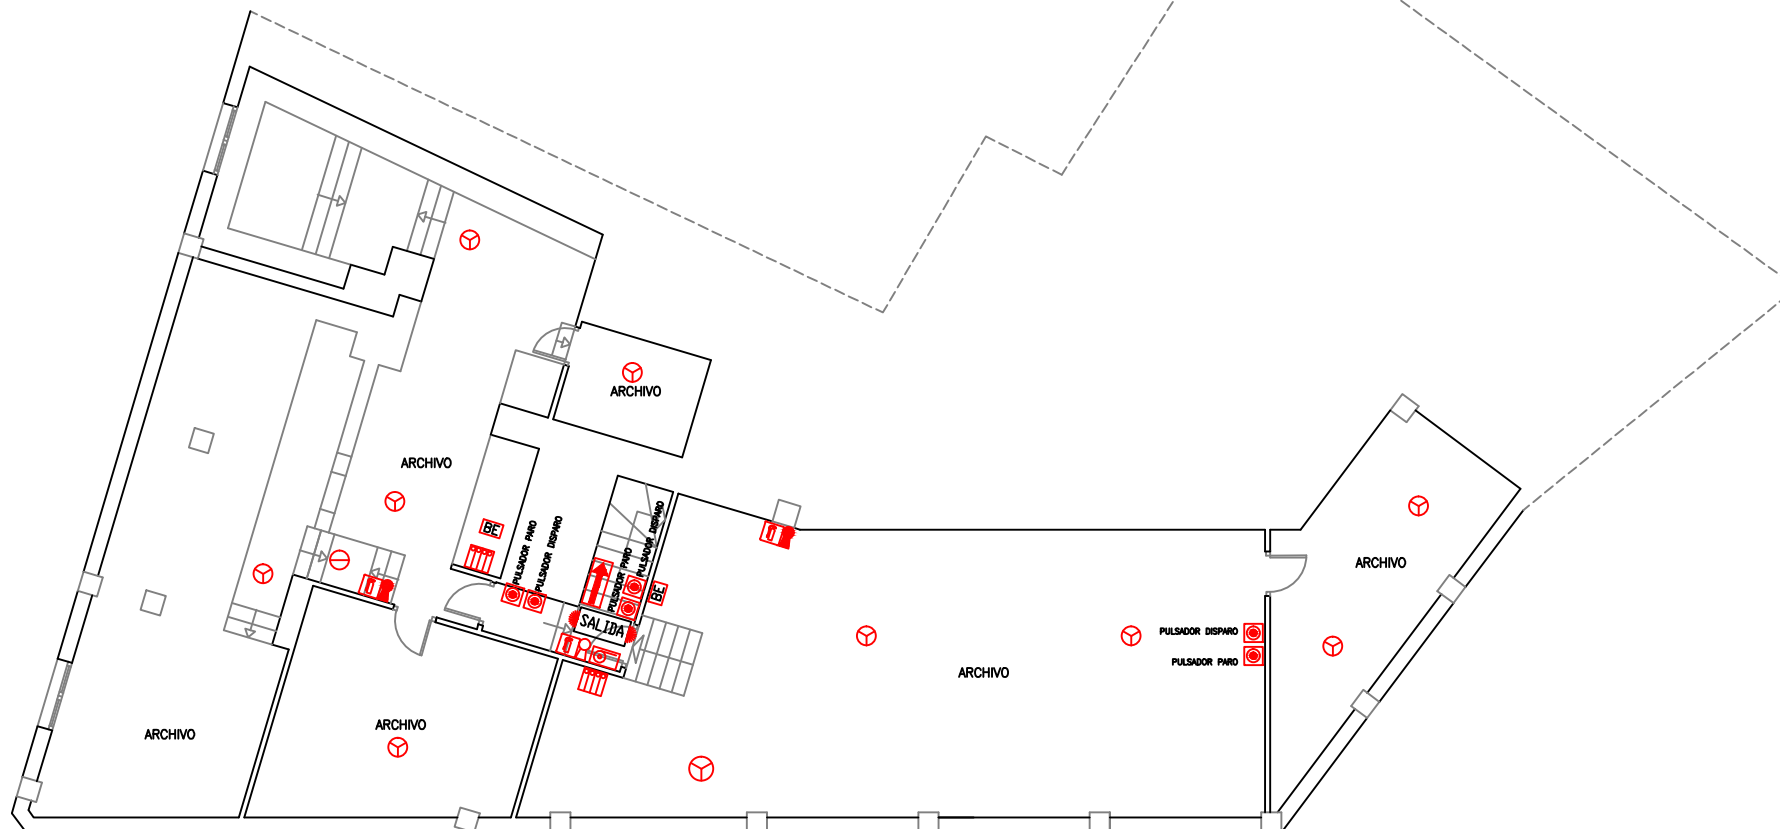 ARCHIVO
ARCHIVO
BE
PULSADOR PARO
PULSADOR DISPARO
PULSADOR PARO
PULSADOR DISPARO
BE
SALIDA
ARCHIVO
PULSADOR DISPARO
PULSADOR PARO
ARCHIVO
ARCHIVO
ARCHIVO